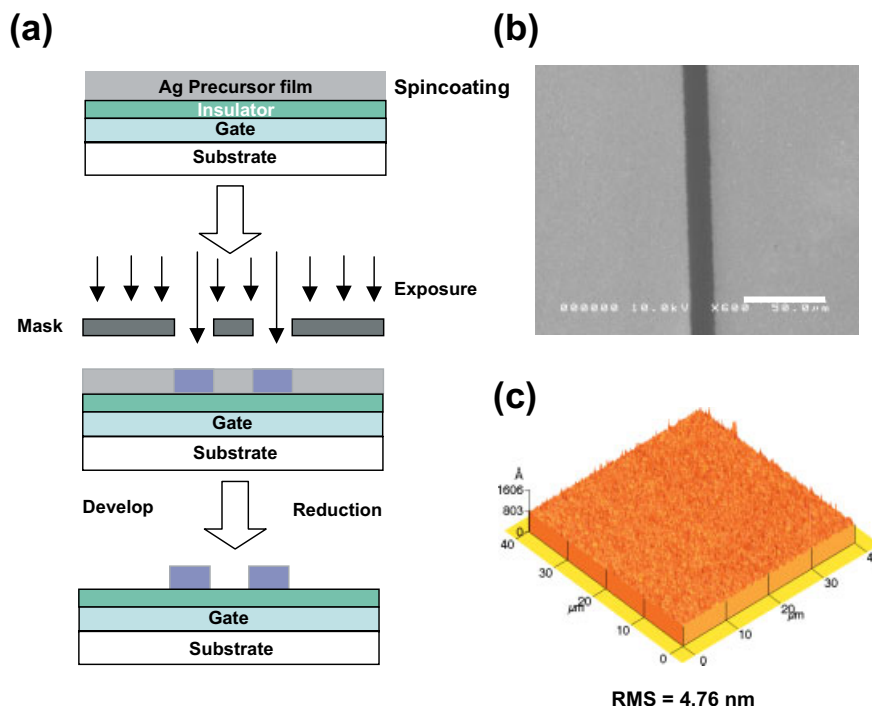 (a)
Ag Precursor film
Spincoating
Insulator
Gate
Substrate
Exposure
Mask
Gate
Substrate
Develop
Reduction
Gate
Substrate
(b)
000000 10.0kV X600 50.0µm
(c)
Å
1606
803
0
40
30
20
10
0
µm
0
10
20
30
4
µm
RMS = 4.76 nm